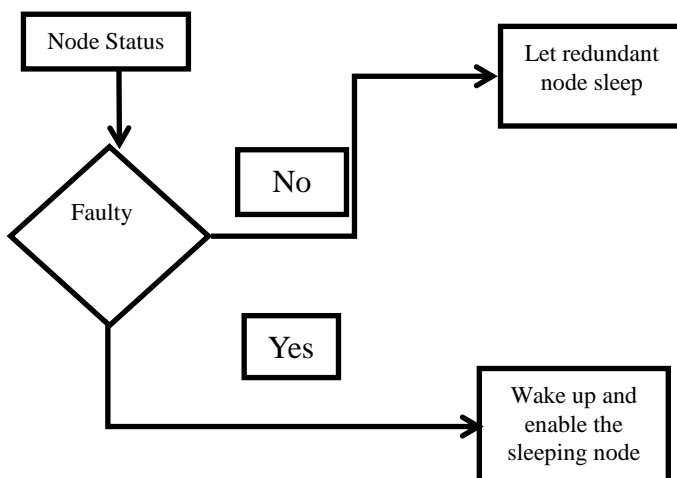 Node Status
Let redundant
node sleep
No
Faulty
Yes
Wake up and
enable the
sleeping node